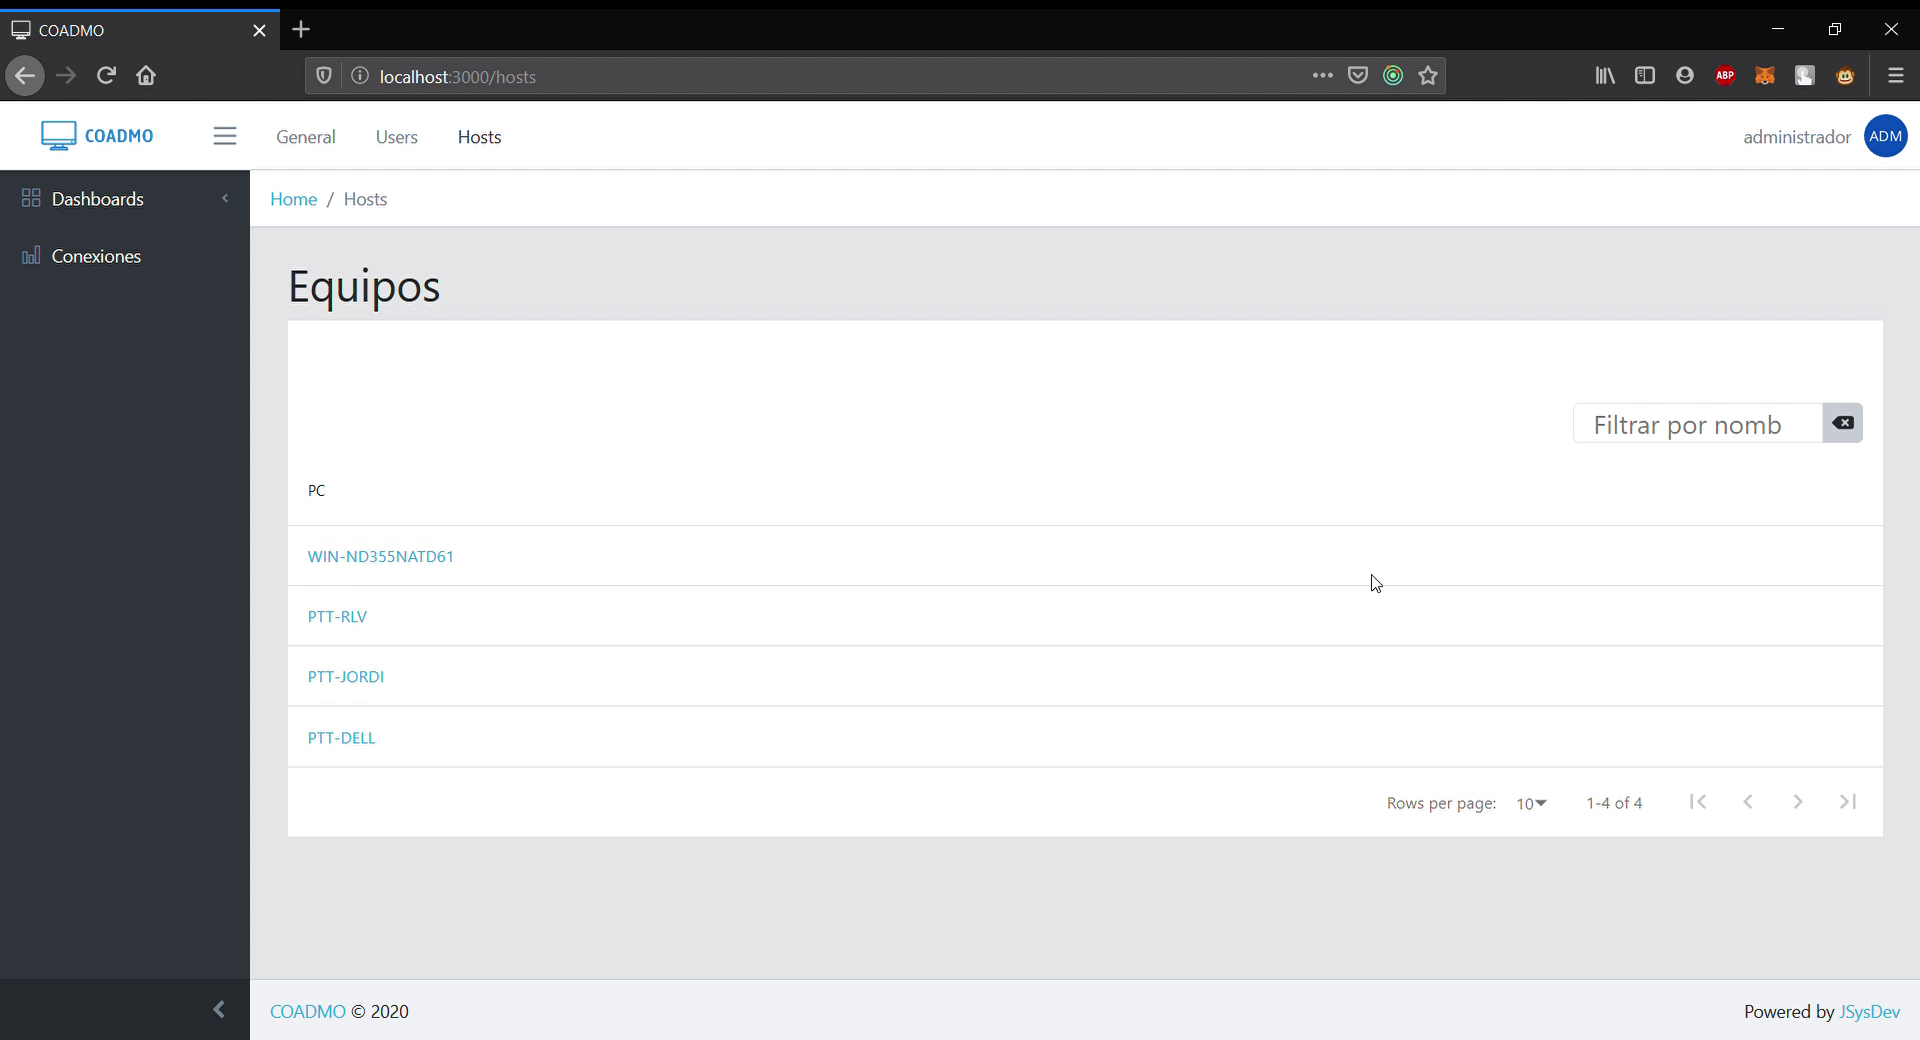 COADMO
localhost:3000/hosts
ABP
COADMO
General
Users
Hosts
administrador
ADM
Dashboards
Home / Hosts
Conexiones
Equipos
Filtrar por nomb
PC
WIN-ND355NATD61
PTT-RLV
PTT-JORDI
PTT-DELL
Rows per page: 10
1-4 of 4
COADMO © 2020
Powered by JSysDev